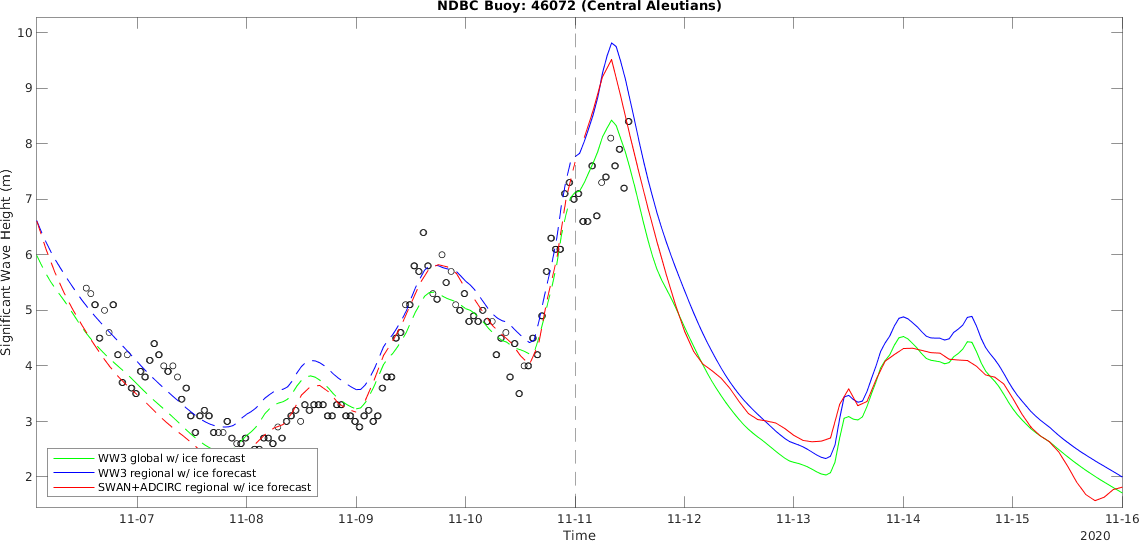 NDBC Buoy: 46072 (Central Aleutians)
10
9
8
7
6
5
4
3
2
Significant Wave Height (m)
WW3 global w/ ice forecast
WW3 regional w/ ice forecast
SWAN+ADCIRC regional w/ ice forecast
11-07 11-08 11-09 11-10 11-11 11-12 11-13 11-14 11-15 11-16
Time
2020